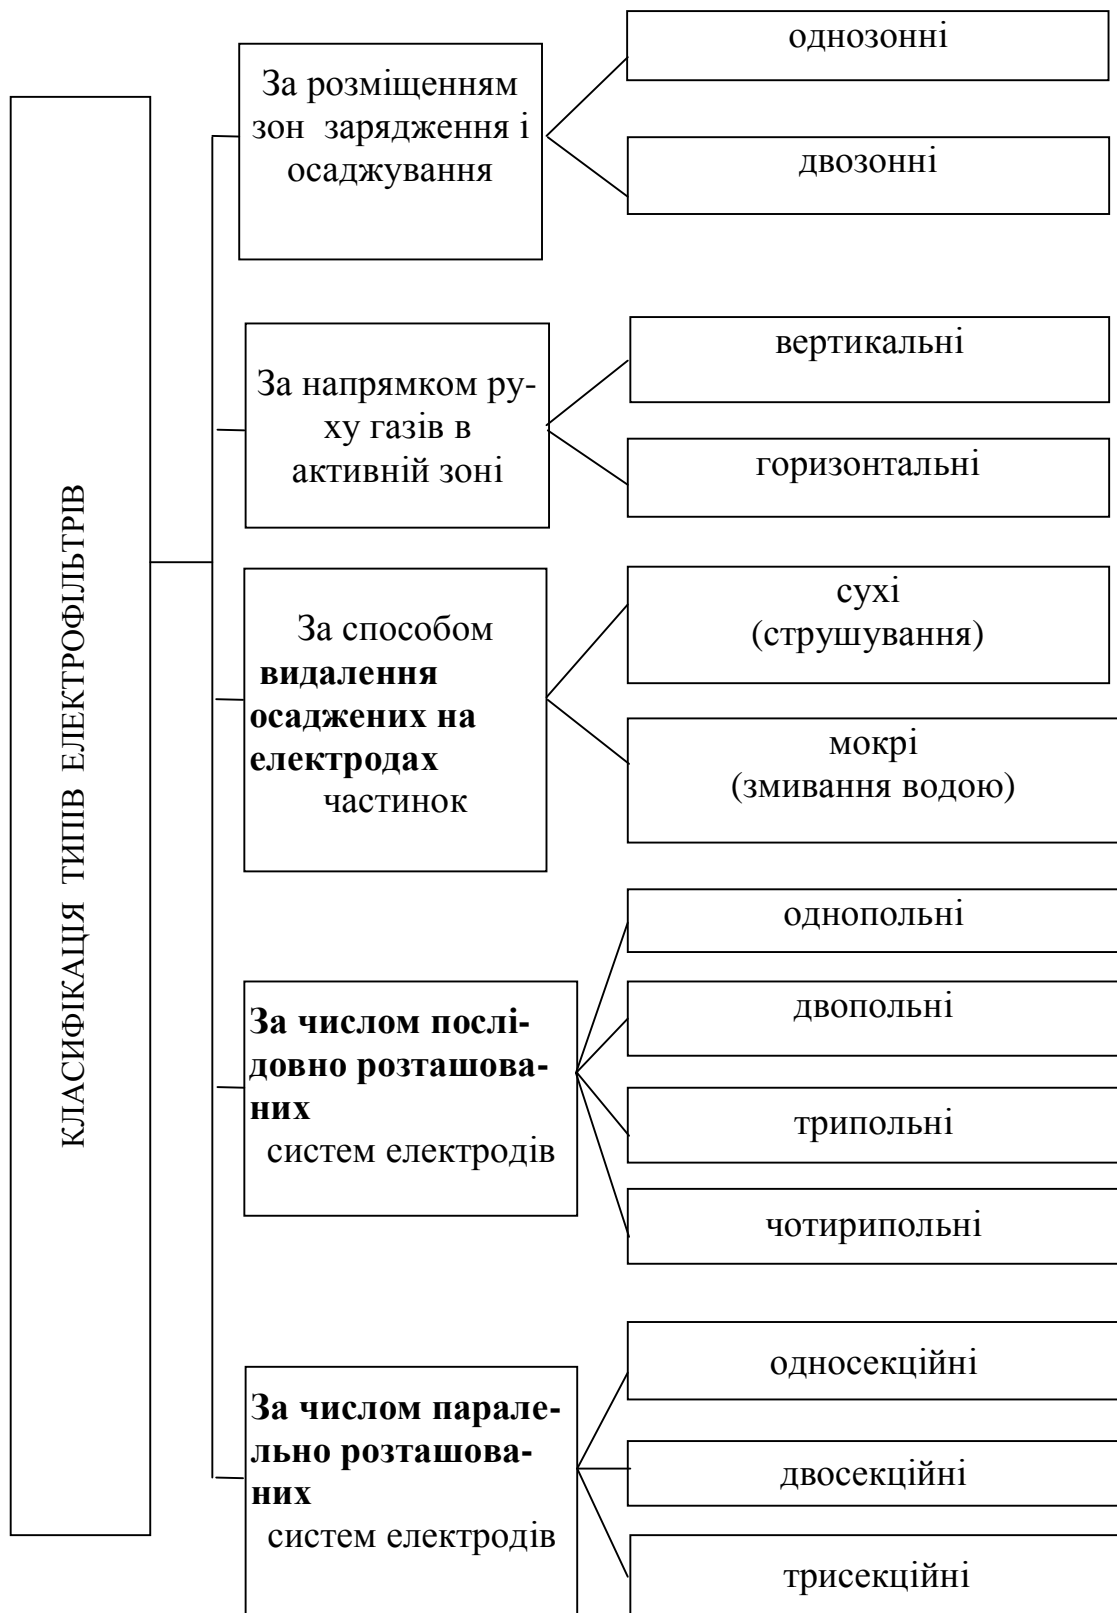 КЛАСИФІКАЦІЯ ТИПІВ ЕЛЕКТРОФІЛЬТРІВ
За розміщенням
зон зарядження і
осаджування
однозонні
двозонні
За напрямком ру-
ху газів в
активній зоні
вертикальні
горизонтальні
За способом
видалення
осаджених на
електродах
частинок
сухі
(струшування)
мокрі
(змивання водою)
За числом послі-
довно розташова-
них
систем електродів
однопольні
двопольні
трипольні
чотирипольні
За числом парале-
льно розташова-
них
систем електродів
односекційні
двосекційні
трисекційні